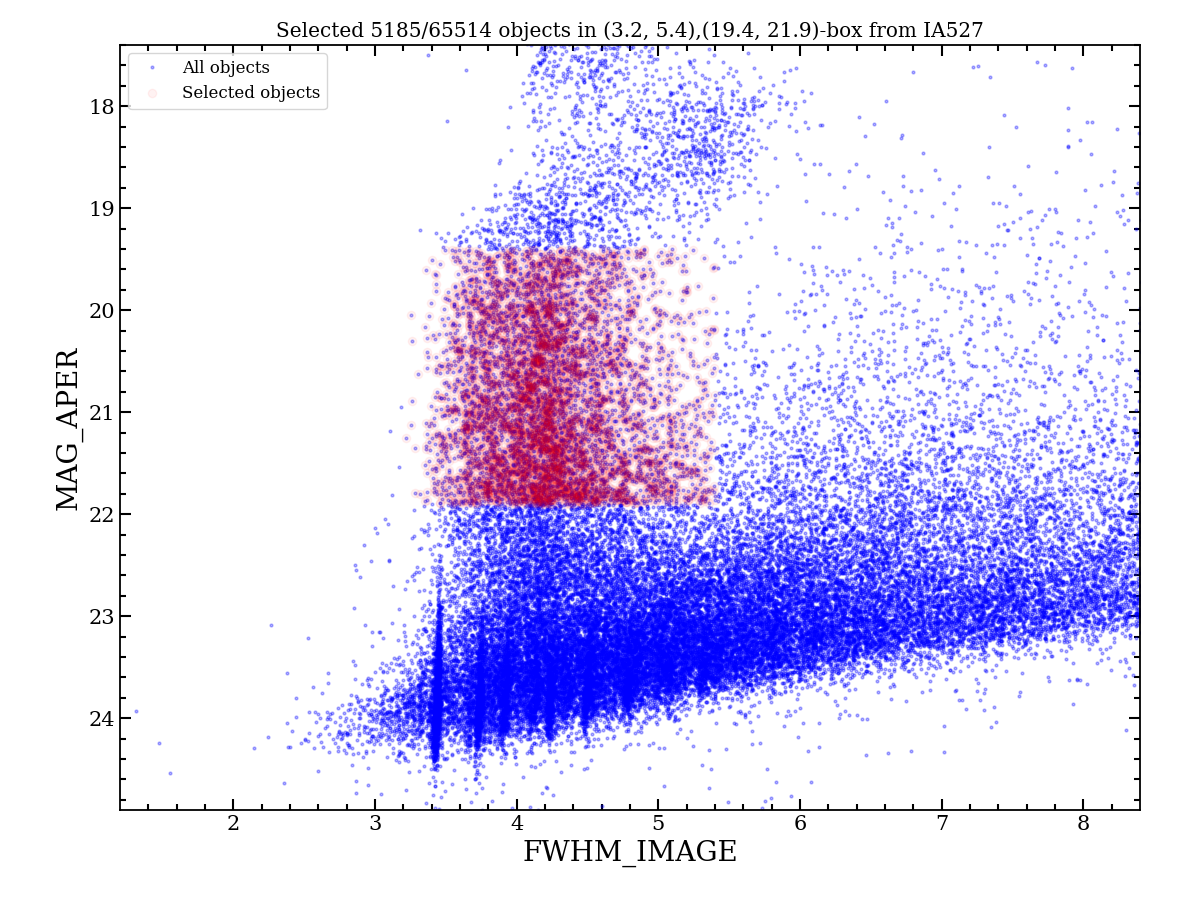 Selected 5185/65514 objects in (3.2, 5.4),(19.4, 21.9)-box from IA527
All objects
Selected objects
18
19
20
21
22
23
24
MAG_APER
2 3 4 5 6 7 8
FWHM_IMAGE